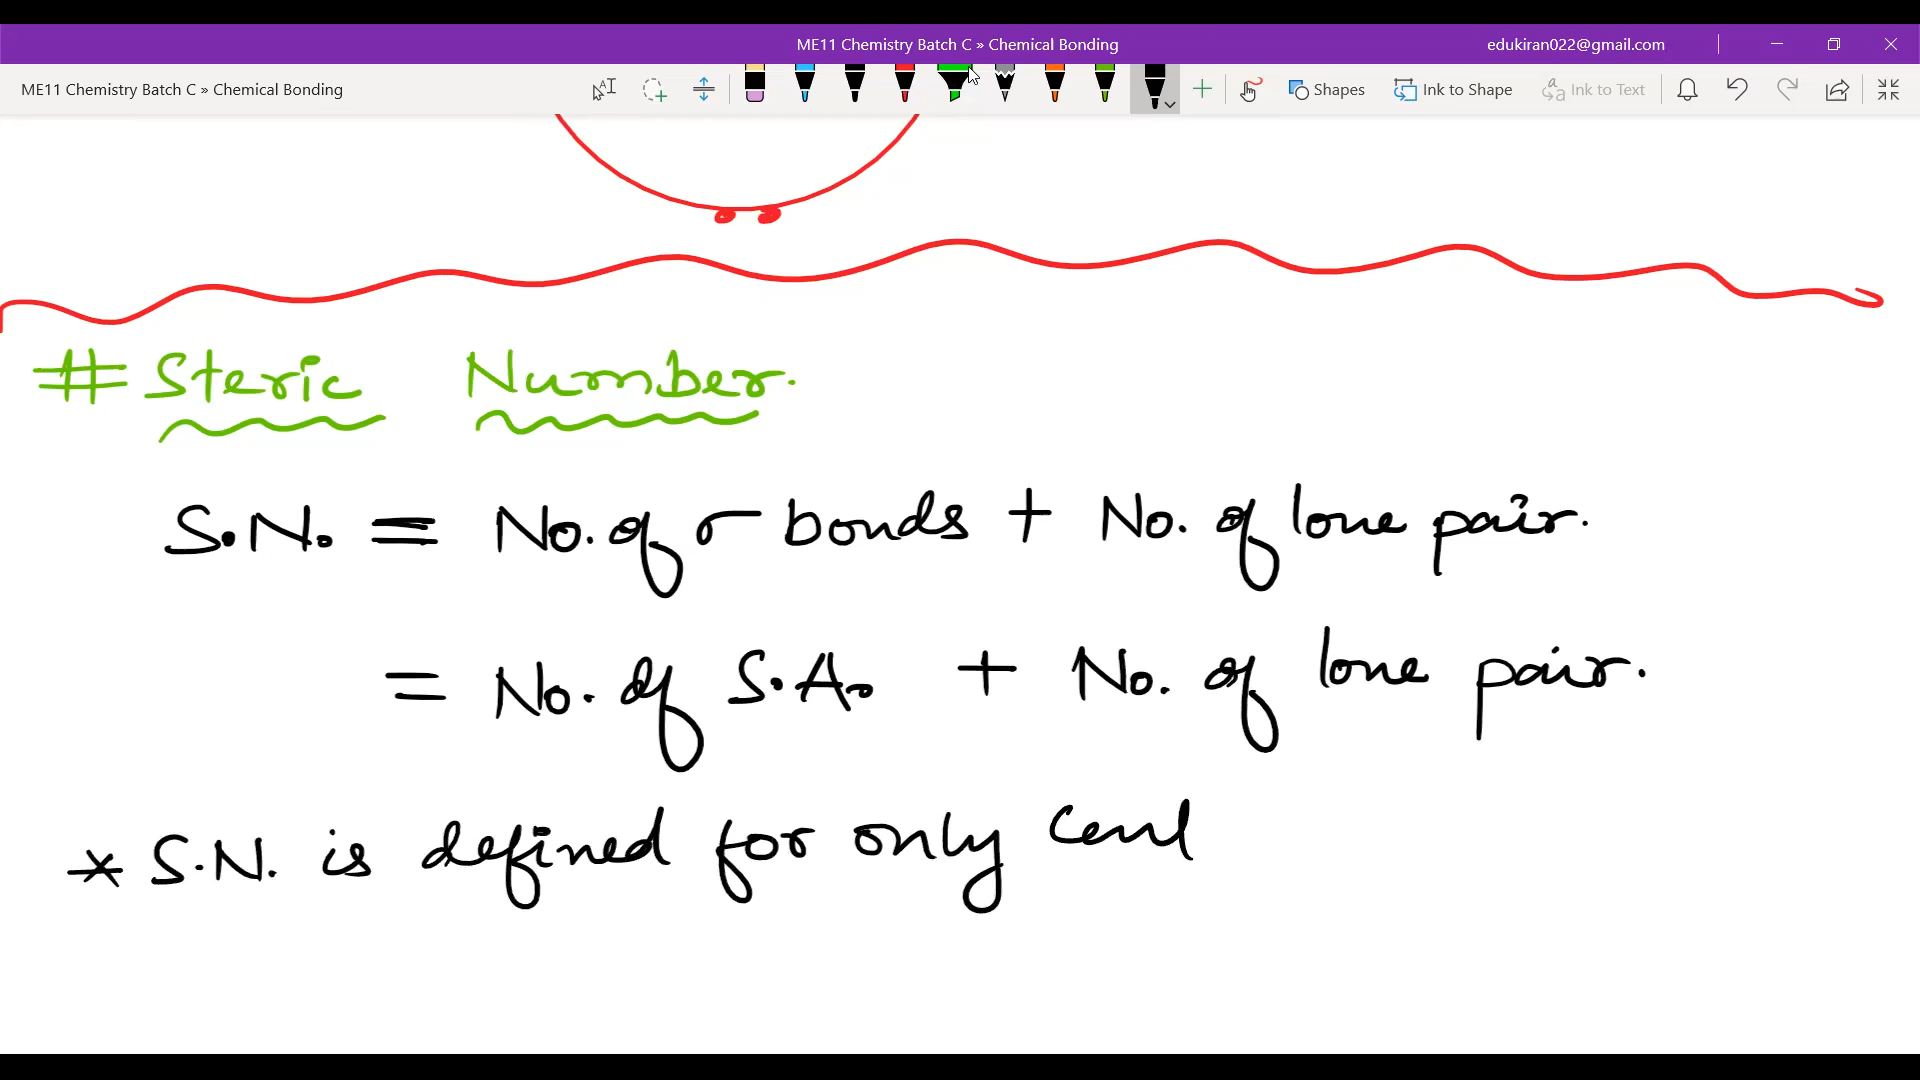 ME11 Chemistry Batch C » Chemical Bonding
edukiran022@gmail.com
ME11 Chemistry Batch C » Chemical Bonding
Shapes
Ink to Shape
Ink to Text
# Steric Number.
S.N. = No. of σ bonds + No. of lone pair.
= No. of S.A. + No. of lone pair.
* S.N. is defined for only